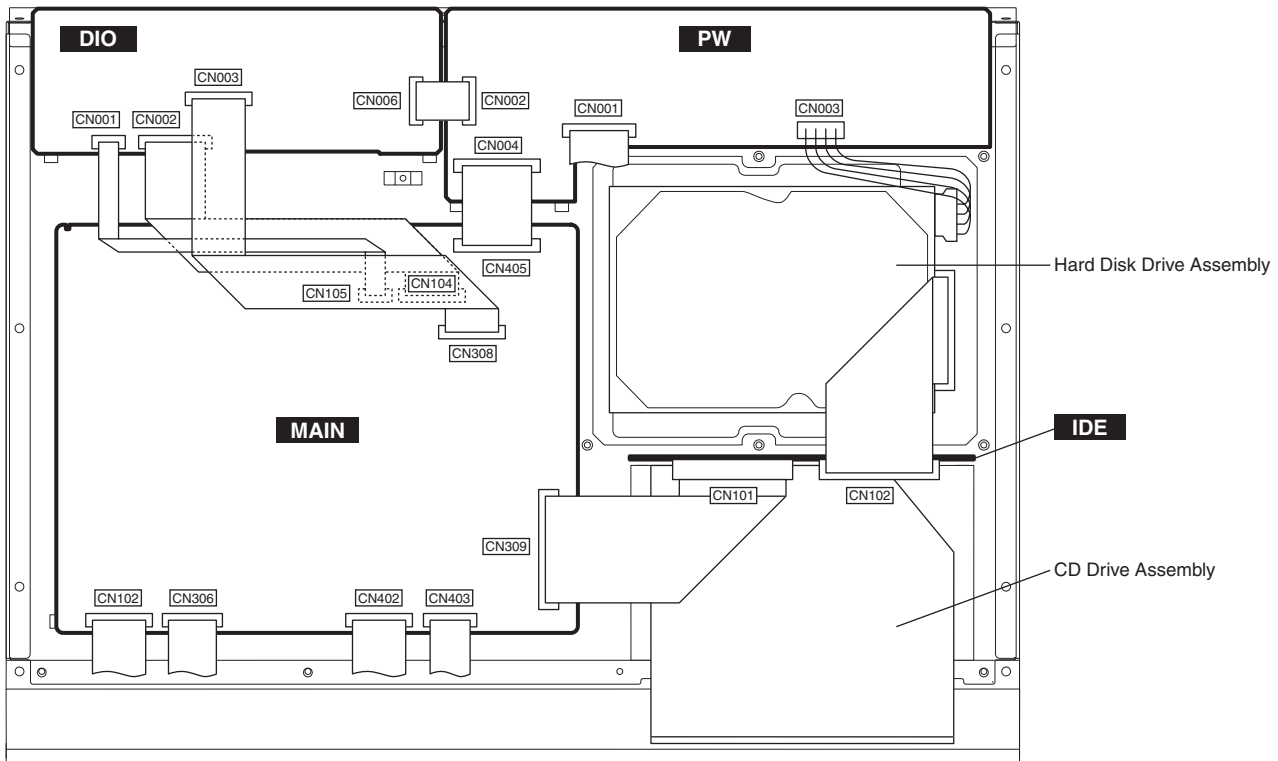 DIO
PW
CN003
CN006
CN002
CN001
CN003
CN001
CN002
CN004
CN405
Hard Disk Drive Assembly
CN105
CN104
CN308
MAIN
IDE
CN101
CN102
CN309
CD Drive Assembly
CN102
CN306
CN402
CN403